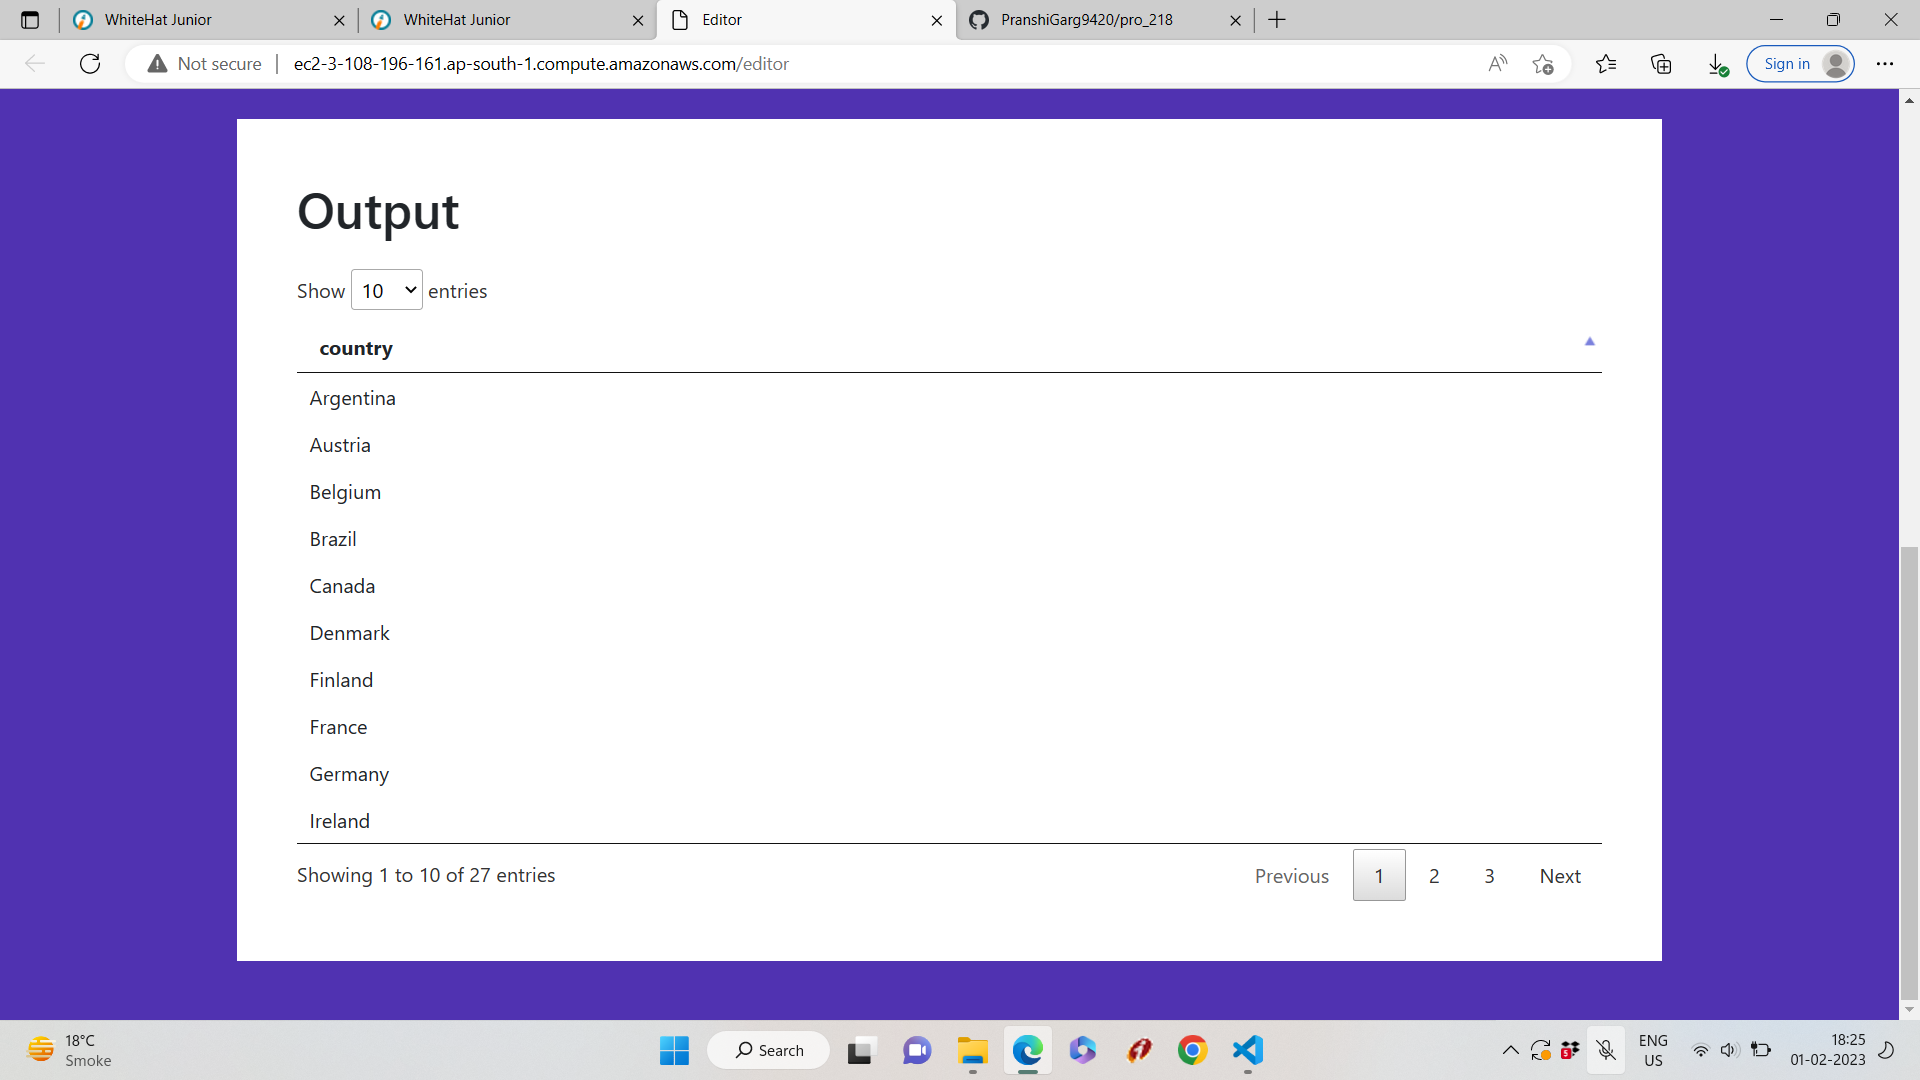 WhiteHat Junior
WhiteHat Junior
Editor
PranshiGarg9420/pro_218
Not secure
ec2-3-108-196-161.ap-south-1.compute.amazonaws.com/editor
Sign in
Output
Show 10 entries
country
Argentina
Austria
Belgium
Brazil
Canada
Denmark
Finland
France
Germany
Ireland
Showing 1 to 10 of 27 entries
Previous 1 2 3 Next
18°C
Smoke
Search
5
ENG
US
18:25
01-02-2023